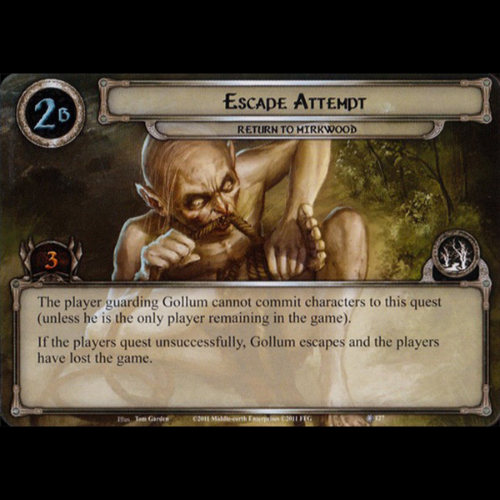 2B
ESCAPE ATTEMPT
RETURN TO MIRKWOOD
3
The player guarding Gollum cannot commit characters to this quest
(unless he is the only player remaining in the game).
If the players quest unsuccessfully, Gollum escapes and the players
have lost the game.
Illus. Tom Garden ©2011 Middle-earth Enterprises ©2011 FFG 127